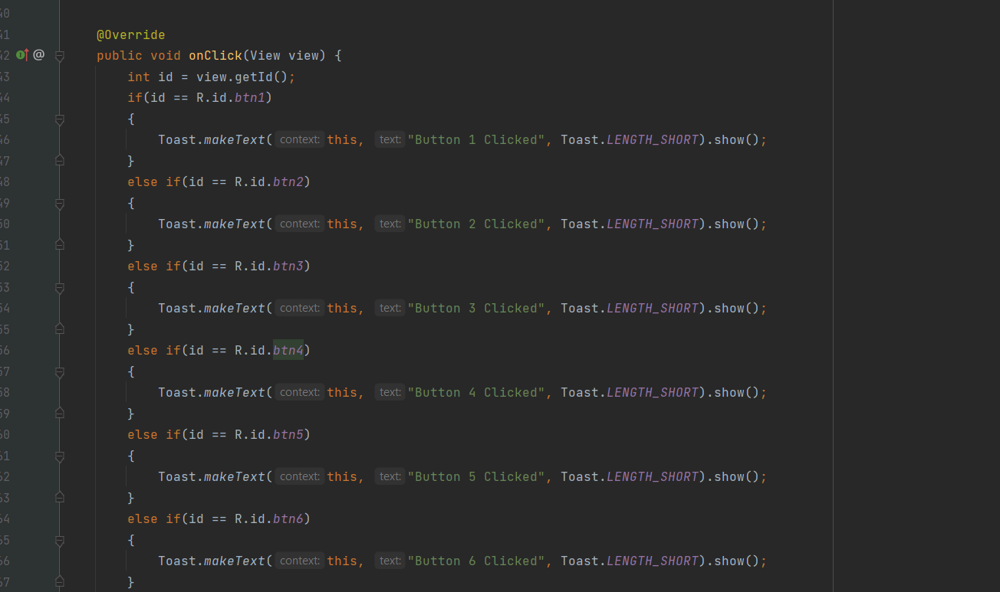 40
41 @Override
42 @ public void onClick(View view) {
43 int id = view.getId();
44 if(id == R.id.btn1)
45 {
46 Toast.makeText( context: this, text: "Button 1 Clicked", Toast.LENGTH_SHORT).show();
47 }
48 else if(id == R.id.btn2)
49 {
50 Toast.makeText( context: this, text: "Button 2 Clicked", Toast.LENGTH_SHORT).show();
51 }
52 else if(id == R.id.btn3)
53 {
54 Toast.makeText( context: this, text: "Button 3 Clicked", Toast.LENGTH_SHORT).show();
55 }
56 else if(id == R.id.btn4)
57 {
58 Toast.makeText( context: this, text: "Button 4 Clicked", Toast.LENGTH_SHORT).show();
59 }
60 else if(id == R.id.btn5)
61 {
62 Toast.makeText( context: this, text: "Button 5 Clicked", Toast.LENGTH_SHORT).show();
63 }
64 else if(id == R.id.btn6)
65 {
66 Toast.makeText( context: this, text: "Button 6 Clicked", Toast.LENGTH_SHORT).show();
67 }